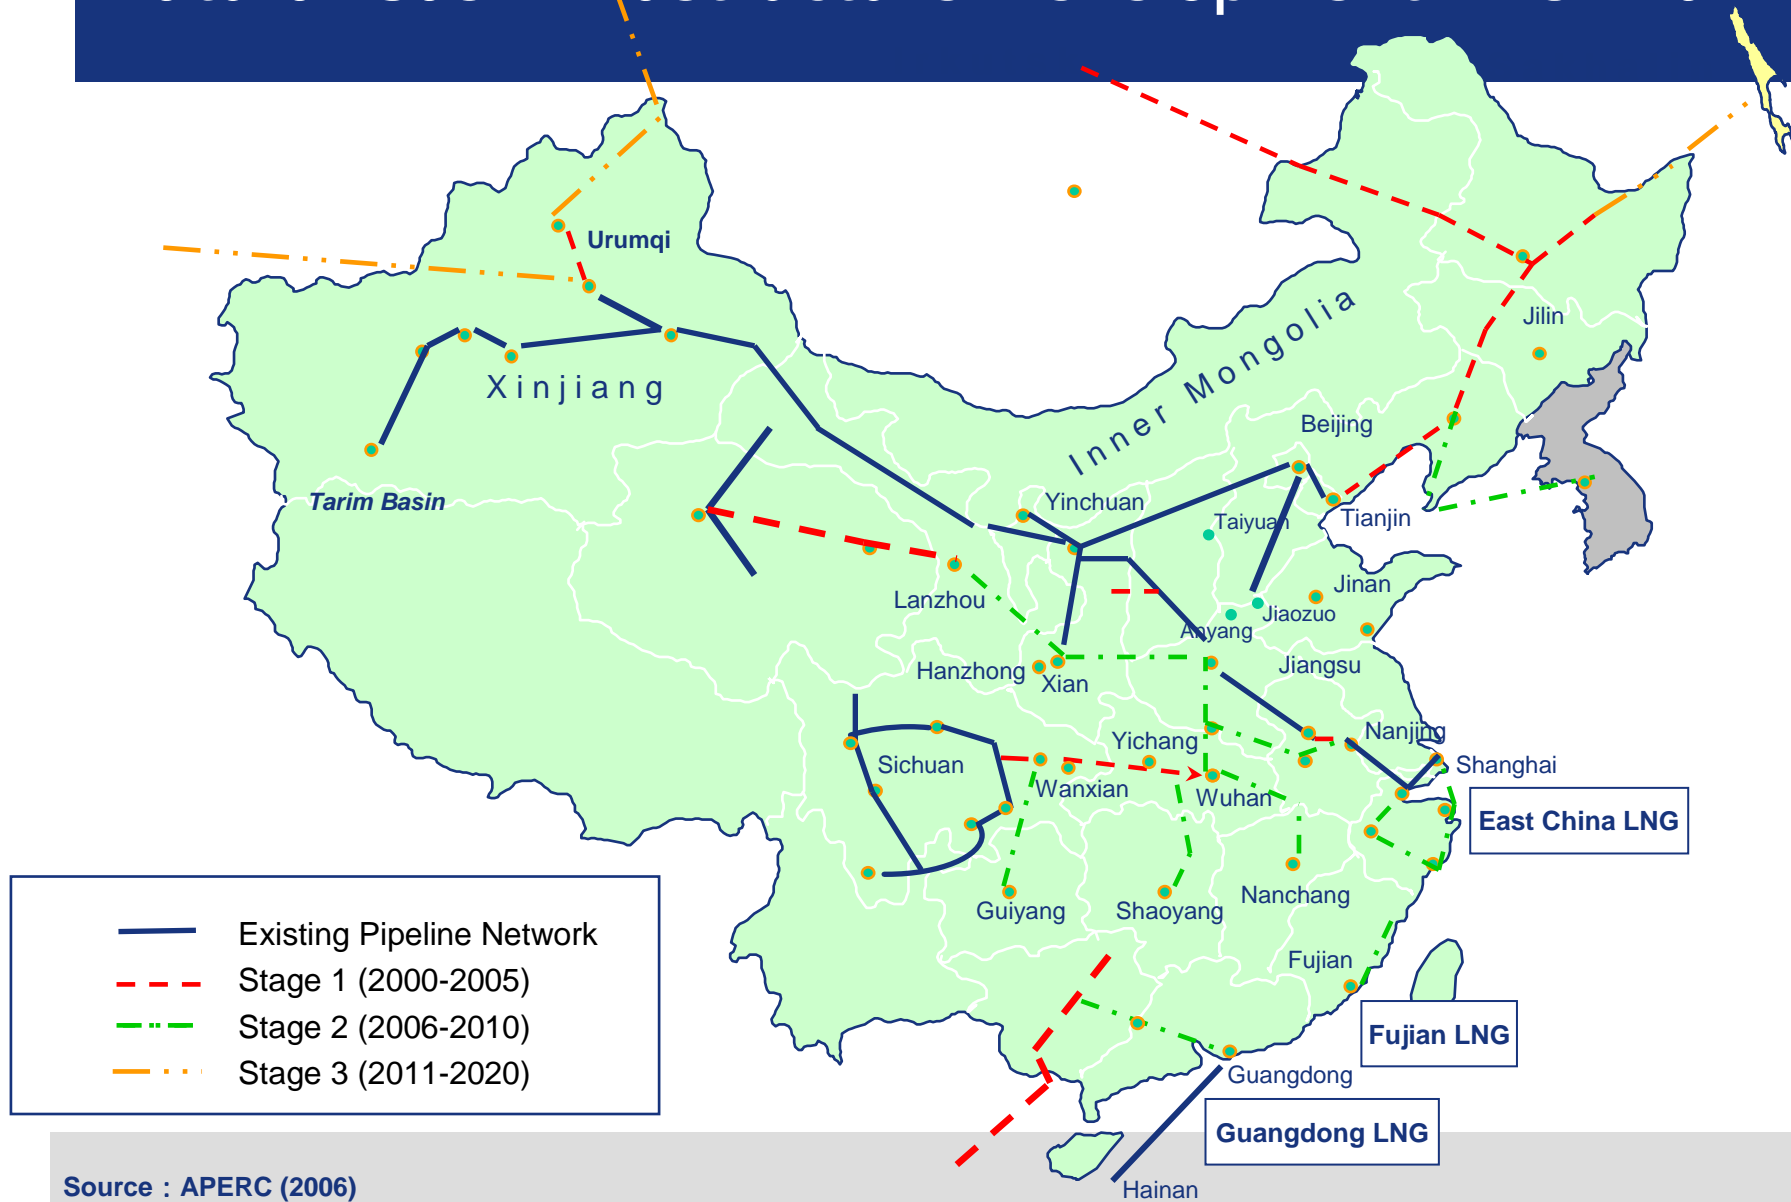 Urumqi
Xinjiang
Tarim Basin
Inner Mongolia
Jilin
Beijing
Tianjin
Yinchuan
Taiyuan
Lanzhou
Jinan
Jiaozuo
Anyang
Hanzhong
Xian
Jiangsu
Nanjing
Shanghai
Sichuan
Yichang
Wanxian
Wuhan
East China LNG
Guiyang
Shaoyang
Nanchang
Fujian
Fujian LNG
Guangdong
Guangdong LNG
Hainan
Existing Pipeline Network
Stage 1 (2000-2005)
Stage 2 (2006-2010)
Stage 3 (2011-2020)
Source : APERC (2006)